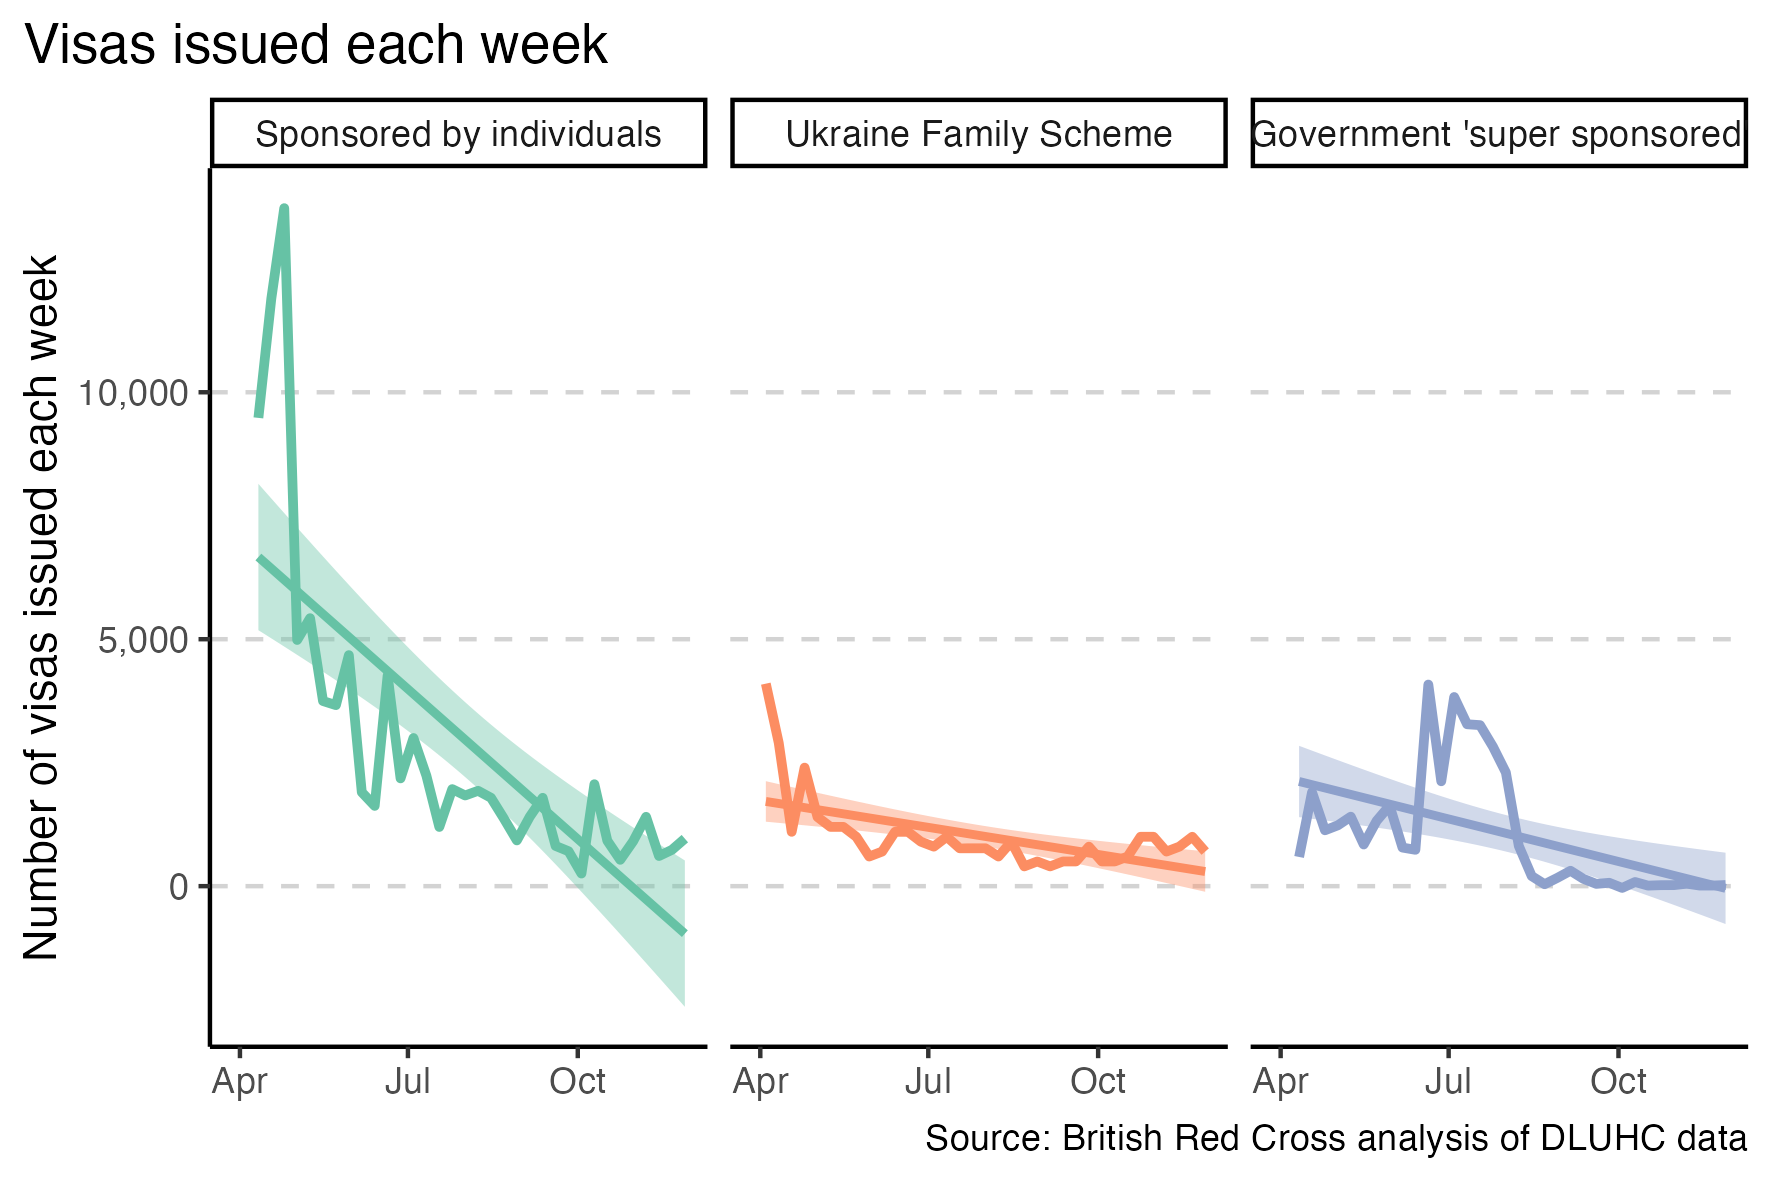 Visas issued each week
Sponsored by individuals
Ukraine Family Scheme
Government 'super sponsored
Number of visas issued each week
10,000
5,000
0
Apr
Jul
Oct
Apr
Jul
Oct
Apr
Jul
Oct
Source: British Red Cross analysis of DLUHC data